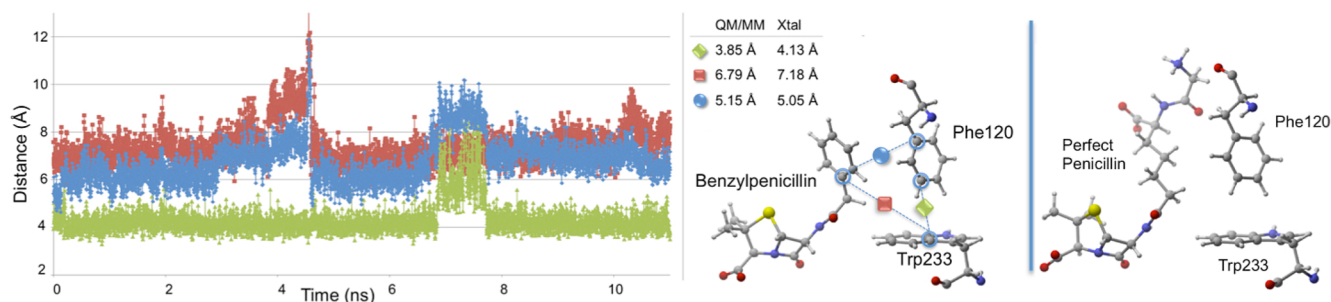 12
10
8
6
4
2
Distance (Å)
0
2
4
6
8
10
Time (ns)
QM/MM Xtal
3.85 Å 4.13 Å
6.79 Å 7.18 Å
5.15 Å 5.05 Å
Phe120
Benzylpenicillin
Trp233
Phe120
Perfect
Penicillin
Trp233